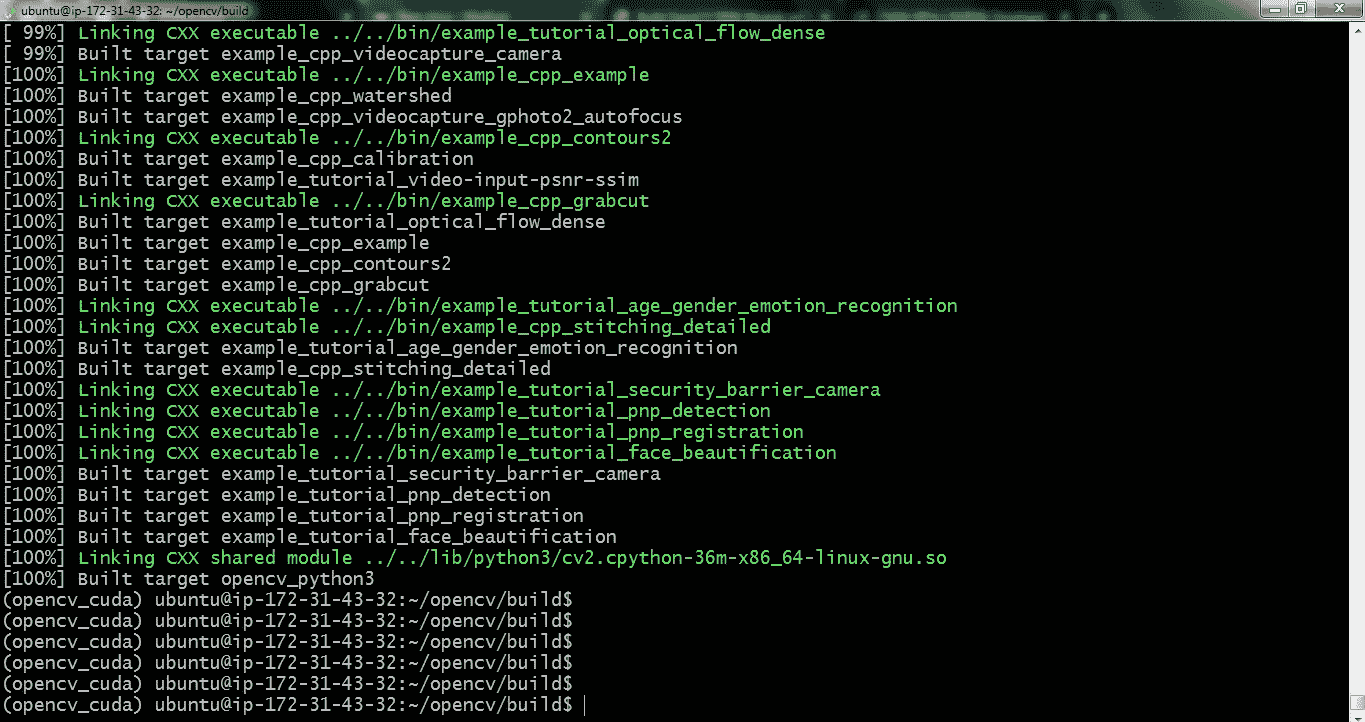 ubuntu@ip-172-31-43-32: ~/opencv/build
[ 99%] Linking CXX executable ../../bin/example_tutorial_optical_flow_dense
[ 99%] Built target example_cpp_videocapture_camera
[100%] Linking CXX executable ../../bin/example_cpp_example
[100%] Built target example_cpp_watershed
[100%] Built target example_cpp_videocapture_gphoto2_autofocus
[100%] Linking CXX executable ../../bin/example_cpp_contours2
[100%] Built target example_cpp_calibration
[100%] Built target example_tutorial_video-input-psnr-ssim
[100%] Linking CXX executable ../../bin/example_cpp_grabcut
[100%] Built target example_tutorial_optical_flow_dense
[100%] Built target example_cpp_example
[100%] Built target example_cpp_contours2
[100%] Built target example_cpp_grabcut
[100%] Linking CXX executable ../../bin/example_tutorial_age_gender_emotion_recognition
[100%] Linking CXX executable ../../bin/example_cpp_stitching_detailed
[100%] Built target example_tutorial_age_gender_emotion_recognition
[100%] Built target example_cpp_stitching_detailed
[100%] Linking CXX executable ../../bin/example_tutorial_security_barrier_camera
[100%] Linking CXX executable ../../bin/example_tutorial_pnp_detection
[100%] Linking CXX executable ../../bin/example_tutorial_pnp_registration
[100%] Linking CXX executable ../../bin/example_tutorial_face_beautification
[100%] Built target example_tutorial_security_barrier_camera
[100%] Built target example_tutorial_pnp_detection
[100%] Built target example_tutorial_pnp_registration
[100%] Built target example_tutorial_face_beautification
[100%] Linking CXX shared module ../../lib/python3/cv2.cpython-36m-x86_64-linux-gnu.so
[100%] Built target opencv_python3
(opencv_cuda) ubuntu@ip-172-31-43-32:~/opencv/build$
(opencv_cuda) ubuntu@ip-172-31-43-32:~/opencv/build$
(opencv_cuda) ubuntu@ip-172-31-43-32:~/opencv/build$
(opencv_cuda) ubuntu@ip-172-31-43-32:~/opencv/build$
(opencv_cuda) ubuntu@ip-172-31-43-32:~/opencv/build$
(opencv_cuda) ubuntu@ip-172-31-43-32:~/opencv/build$